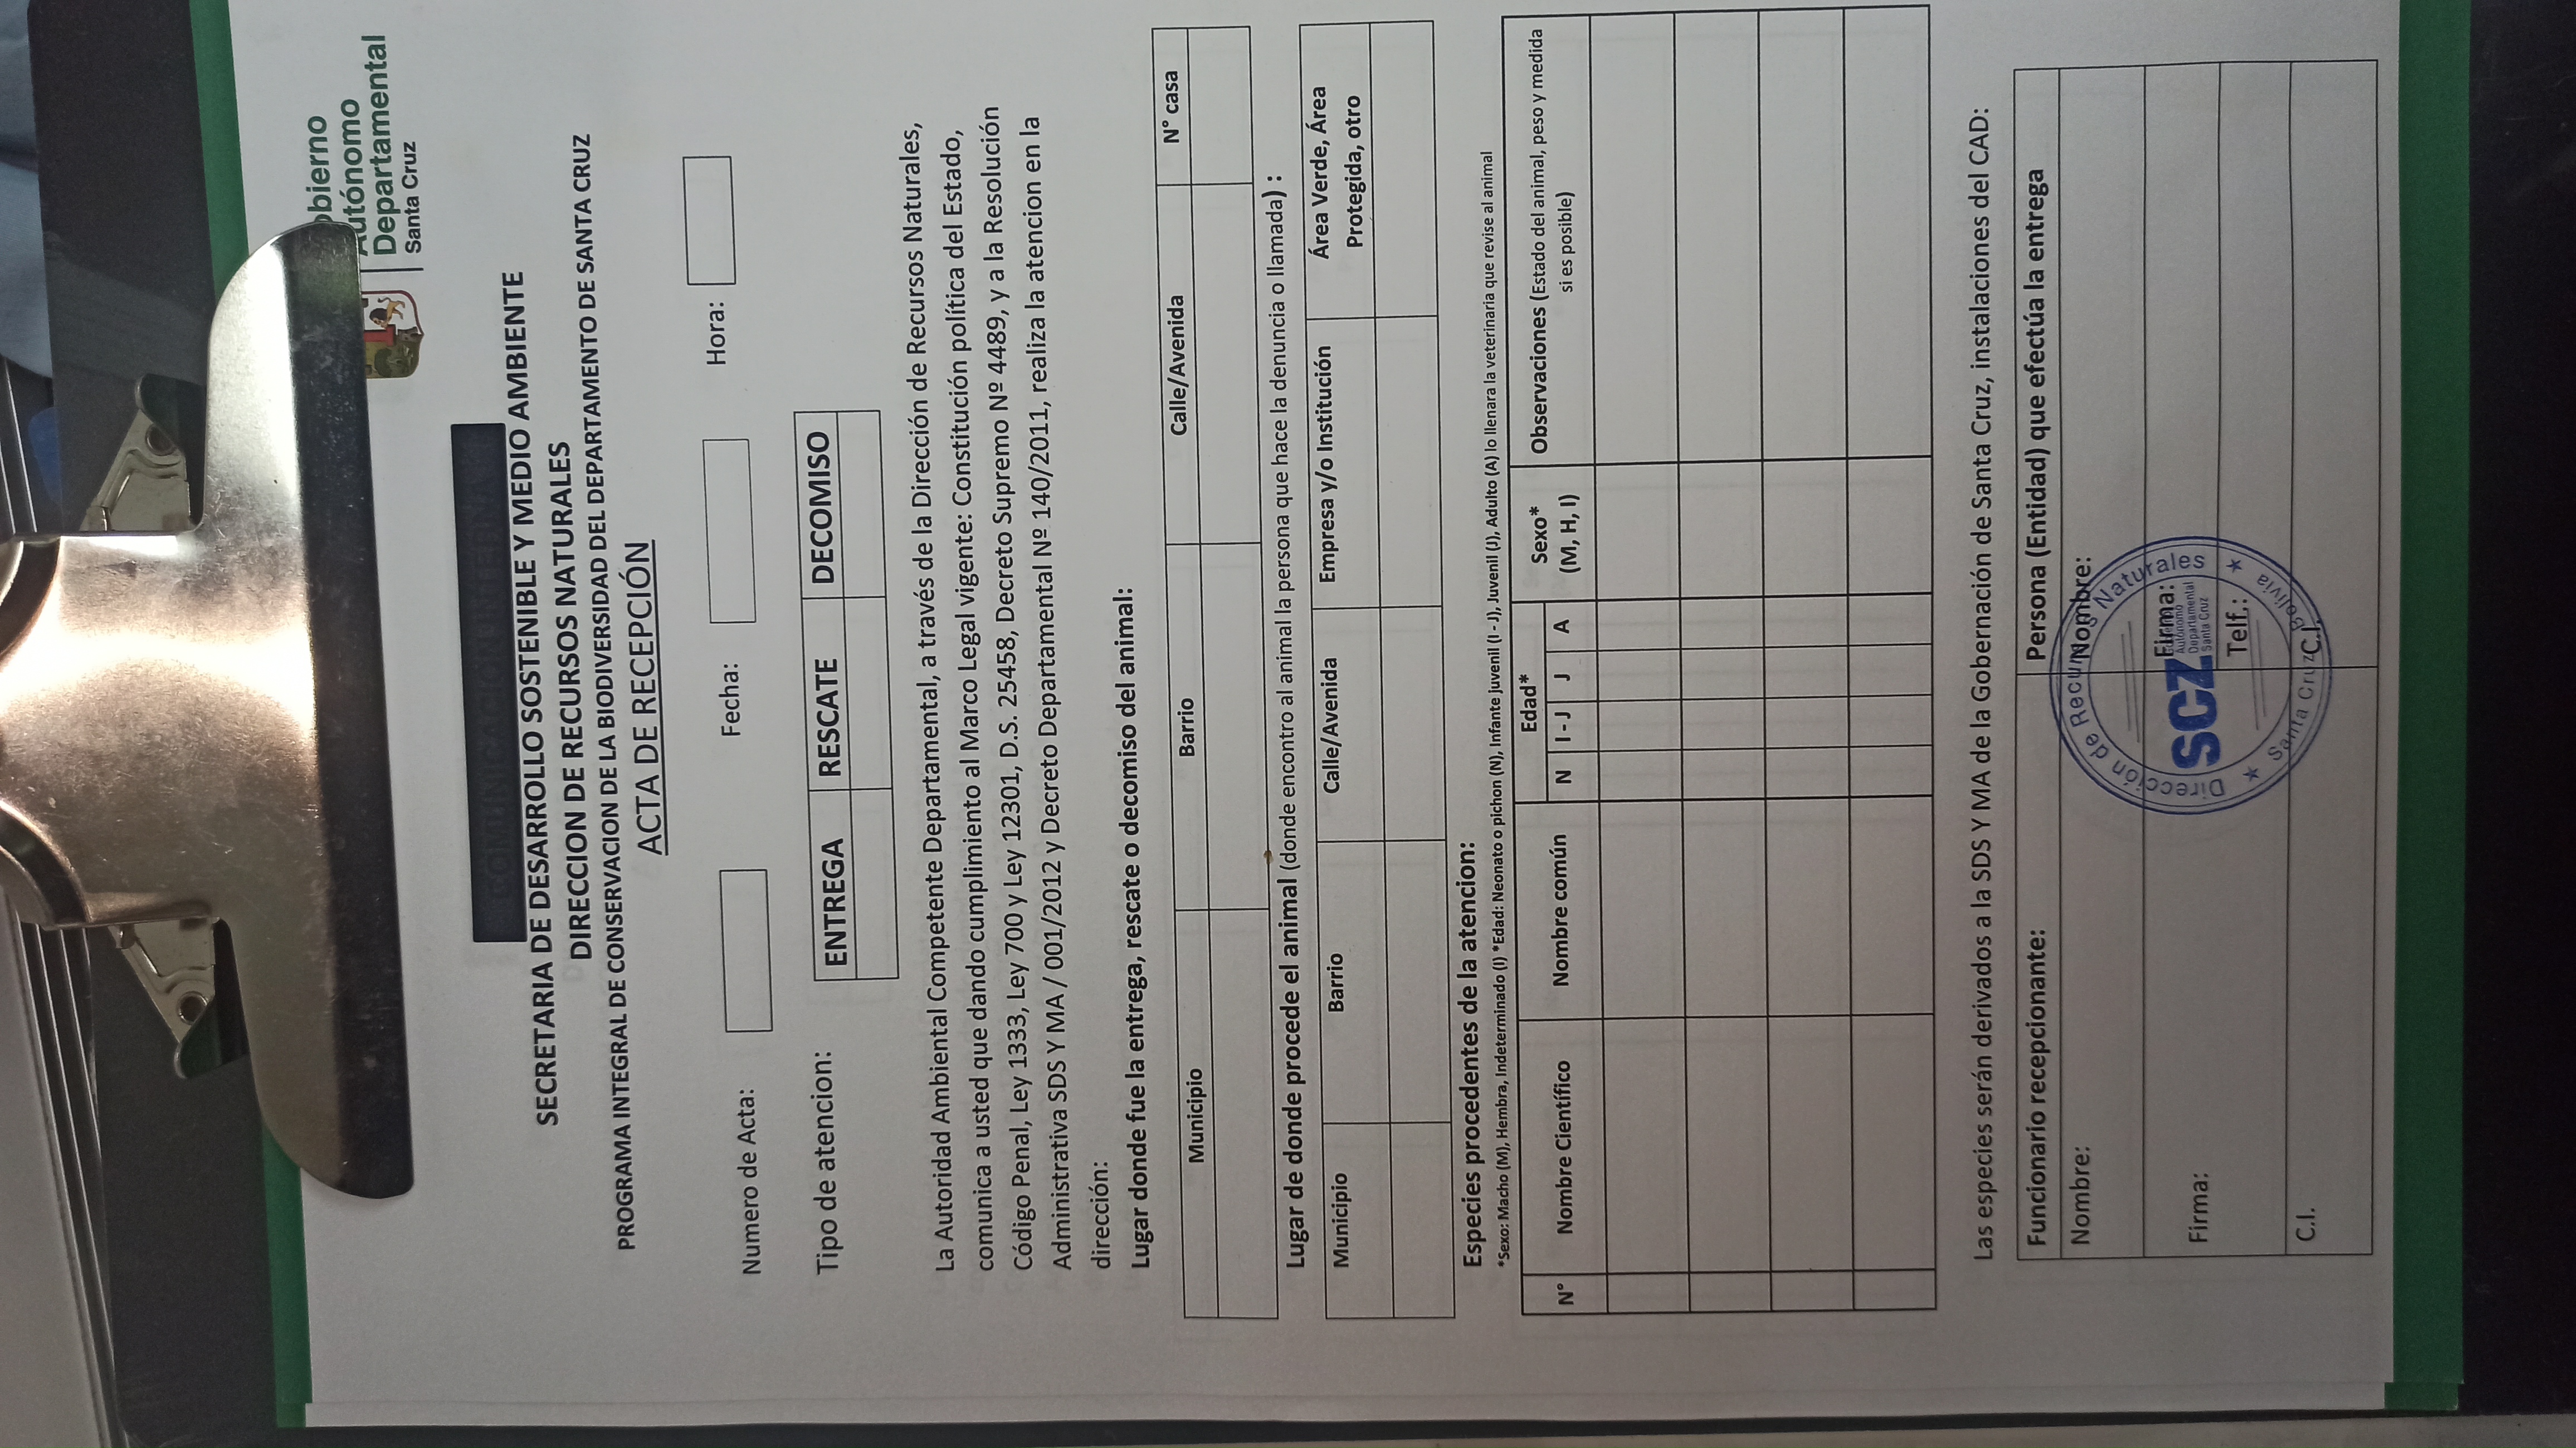 obierno
Autónomo
Departamental
Santa Cruz
COMUNICACIÓN INTERNA
SECRETARIA DE DESARROLLO SOSTENIBLE Y MEDIO AMBIENTE
DIRECCION DE RECURSOS NATURALES
PROGRAMA INTEGRAL DE CONSERVACION DE LA BIODIVERSIDAD DEL DEPARTAMENTO DE SANTA CRUZ
ACTA DE RECEPCIÓN
Numero de Acta: Fecha: Hora:
Tipo de atencion:
ENTREGA RESCATE DECOMISO
La Autoridad Ambiental Competente Departamental, a través de la Dirección de Recursos Naturales,
comunica a usted que dando cumplimiento al Marco Legal vigente: Constitución política del Estado,
Código Penal, Ley 1333, Ley 700 y Ley 12301, D.S. 25458, Decreto Supremo Nº 4489, y a la Resolución
Administrativa SDS Y MA / 001/2012 y Decreto Departamental Nº 140/2011, realiza la atencion en la
dirección:
Lugar donde fue la entrega, rescate o decomiso del animal:
Municipio Barrio Calle/Avenida N° casa
Lugar de donde procede el animal (donde encontro al animal la persona que hace la denuncia o llamada) :
Municipio Barrio Calle/Avenida Empresa y/o Institución Área Verde, Área
Protegida, otro
Especies procedentes de la atencion:
*Sexo: Macho (M), Hembra, Indeterminado (I) *Edad: Neonato o pichon (N), Infante juvenil (I - J), Juvenil (J), Adulto (A) lo llenara la veterinaria que revise al animal
N° Nombre Científico Nombre común Edad* Sexo* Observaciones (Estado del animal, peso y medida
N I - J J A (M, H, I) si es posible)
Las especies serán derivados a la SDS Y MA de la Gobernación de Santa Cruz, instalaciones del CAD:
Funcionario recepcionante: Persona (Entidad) que efectúa la entrega
Nombre: Nombre:
Firma: Firma:
Telf.:
C.I. C.I.
Dirección de Recursos Naturales
SCZ
Autónomo
Departamental
Santa Cruz
Santa Cruz Bolivia